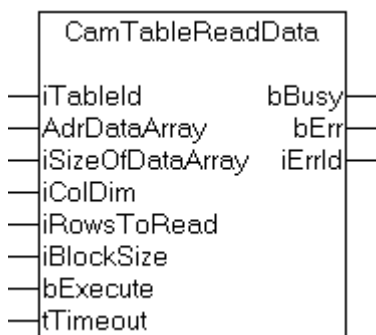 CamTableReadData
iTableId bBusy
AdrDataArray bErr
iSizeOfDataArray iErrId
iColDim
iRowsToRead
iBlockSize
bExecute
tTimeout